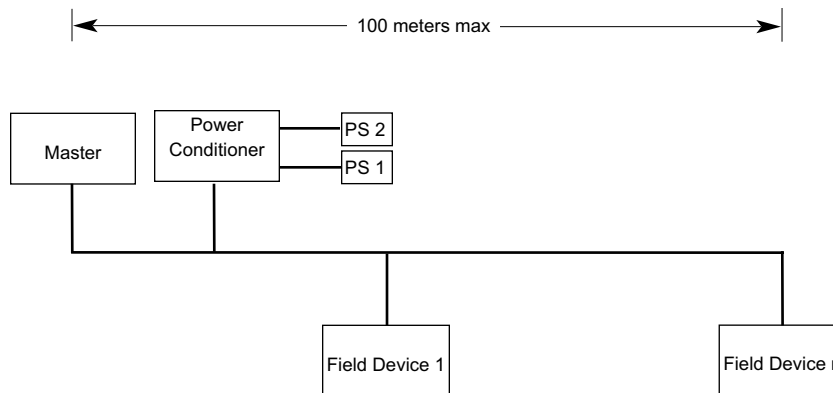 100 meters max
Master
Power
Conditioner
PS 2
PS 1
Field Device 1
Field Device